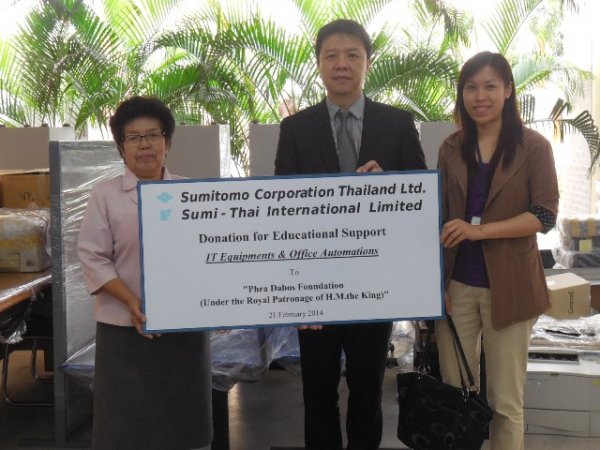 Sumitomo Corporation Thailand Ltd.
Sumi - Thai International Limited
Donation for Educational Support
IT Equipments & Office Automations
To
"Phra Dabos Foundation
(Under the Royal Patronage of H.M.the King)"
21 February 2014